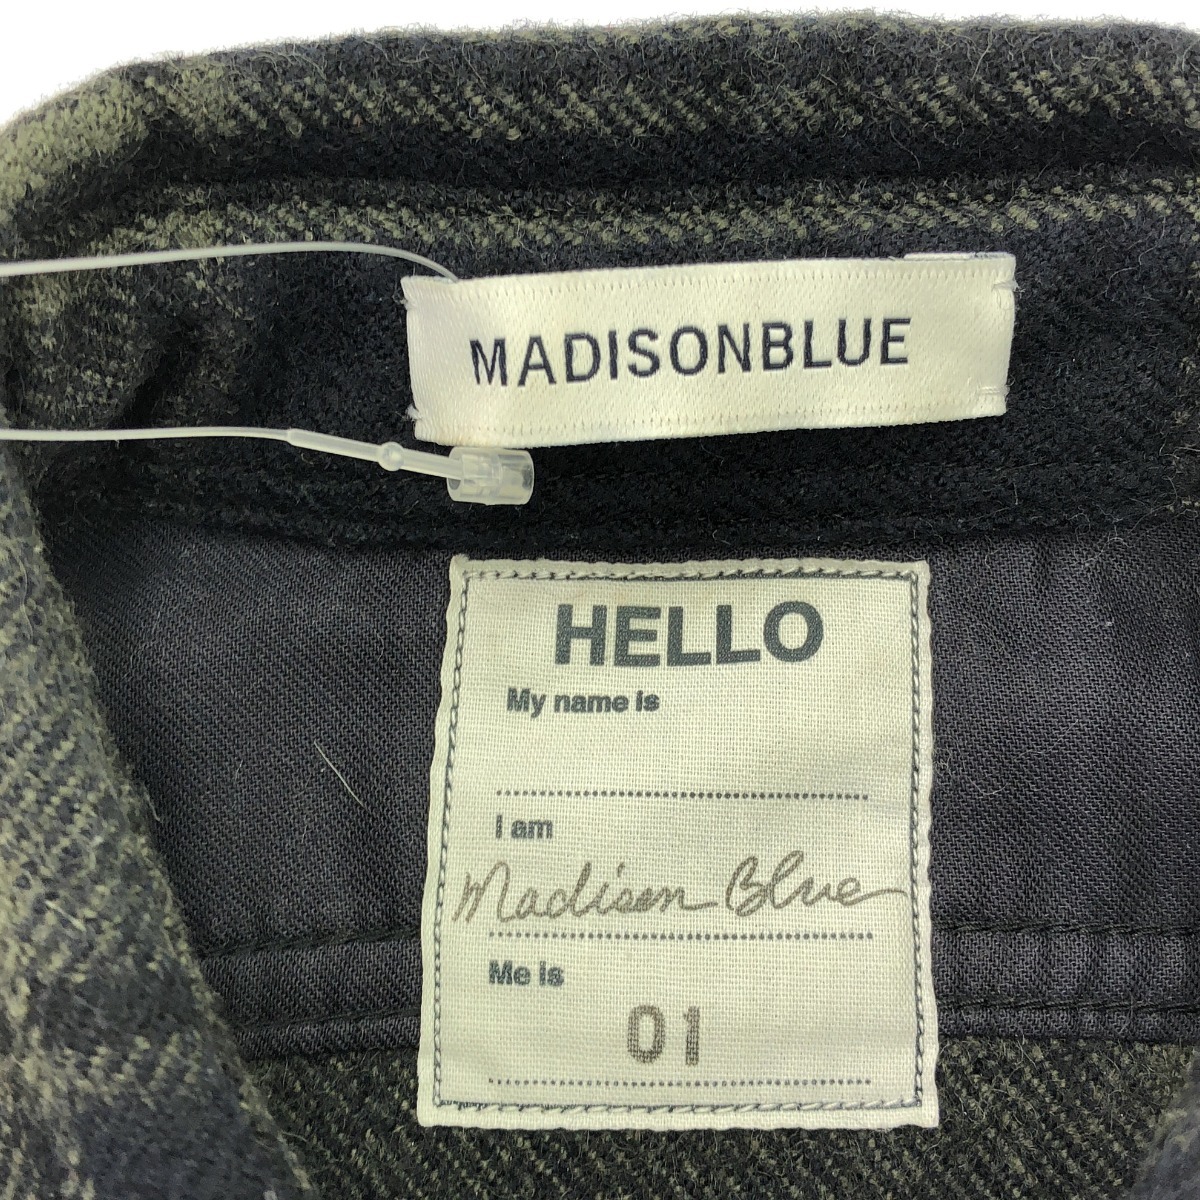 MADISONBLUE
HELLO
My name is
I am
Madison Blue
Me is
01